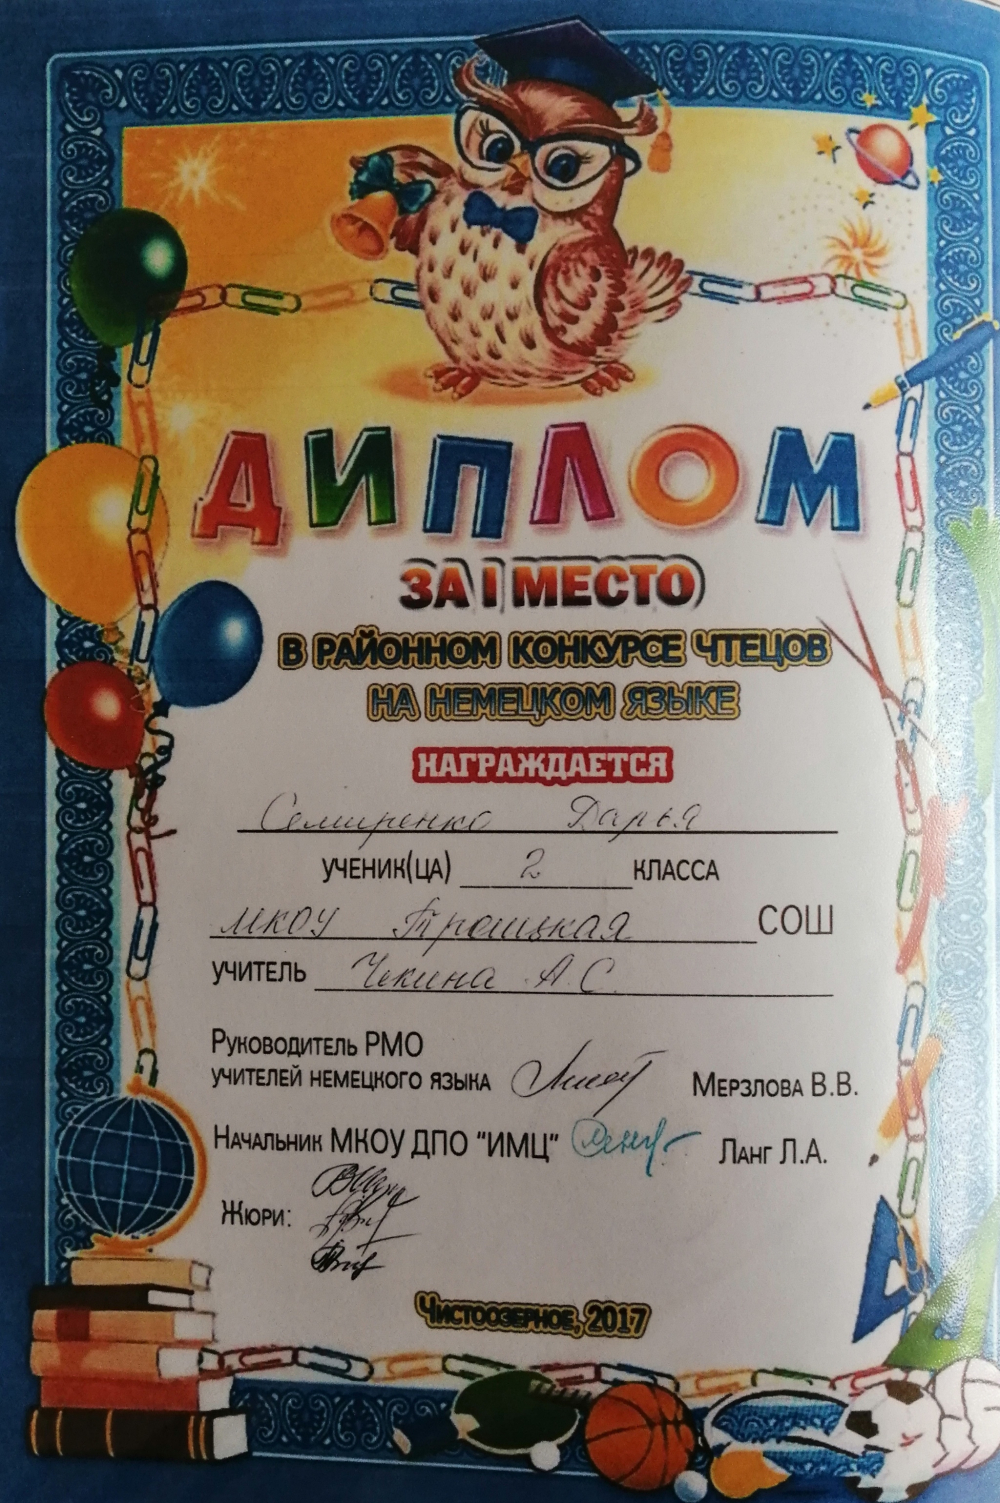 ДИПЛОМ
ЗА I МЕСТО
В РАЙОННОМ КОНКУРСЕ ЧТЕЦОВ
НА НЕМЕЦКОМ ЯЗЫКЕ
НАГРАЖДАЕТСЯ
Семиренко Дарья
УЧЕНИК(ЦА) 2 КЛАССА
МКОУ Троицкая СОШ
УЧИТЕЛЬ Чекина А.С.
РУКОВОДИТЕЛЬ РМО
УЧИТЕЛЕЙ НЕМЕЦКОГО ЯЗЫКА МЕРЗЛОВА В.В.
НАЧАЛЬНИК МКОУ ДПО "ИМЦ" ЛАНГ Л.А.
ЖЮРИ:
ЧИСТООЗЕРНОЕ, 2017